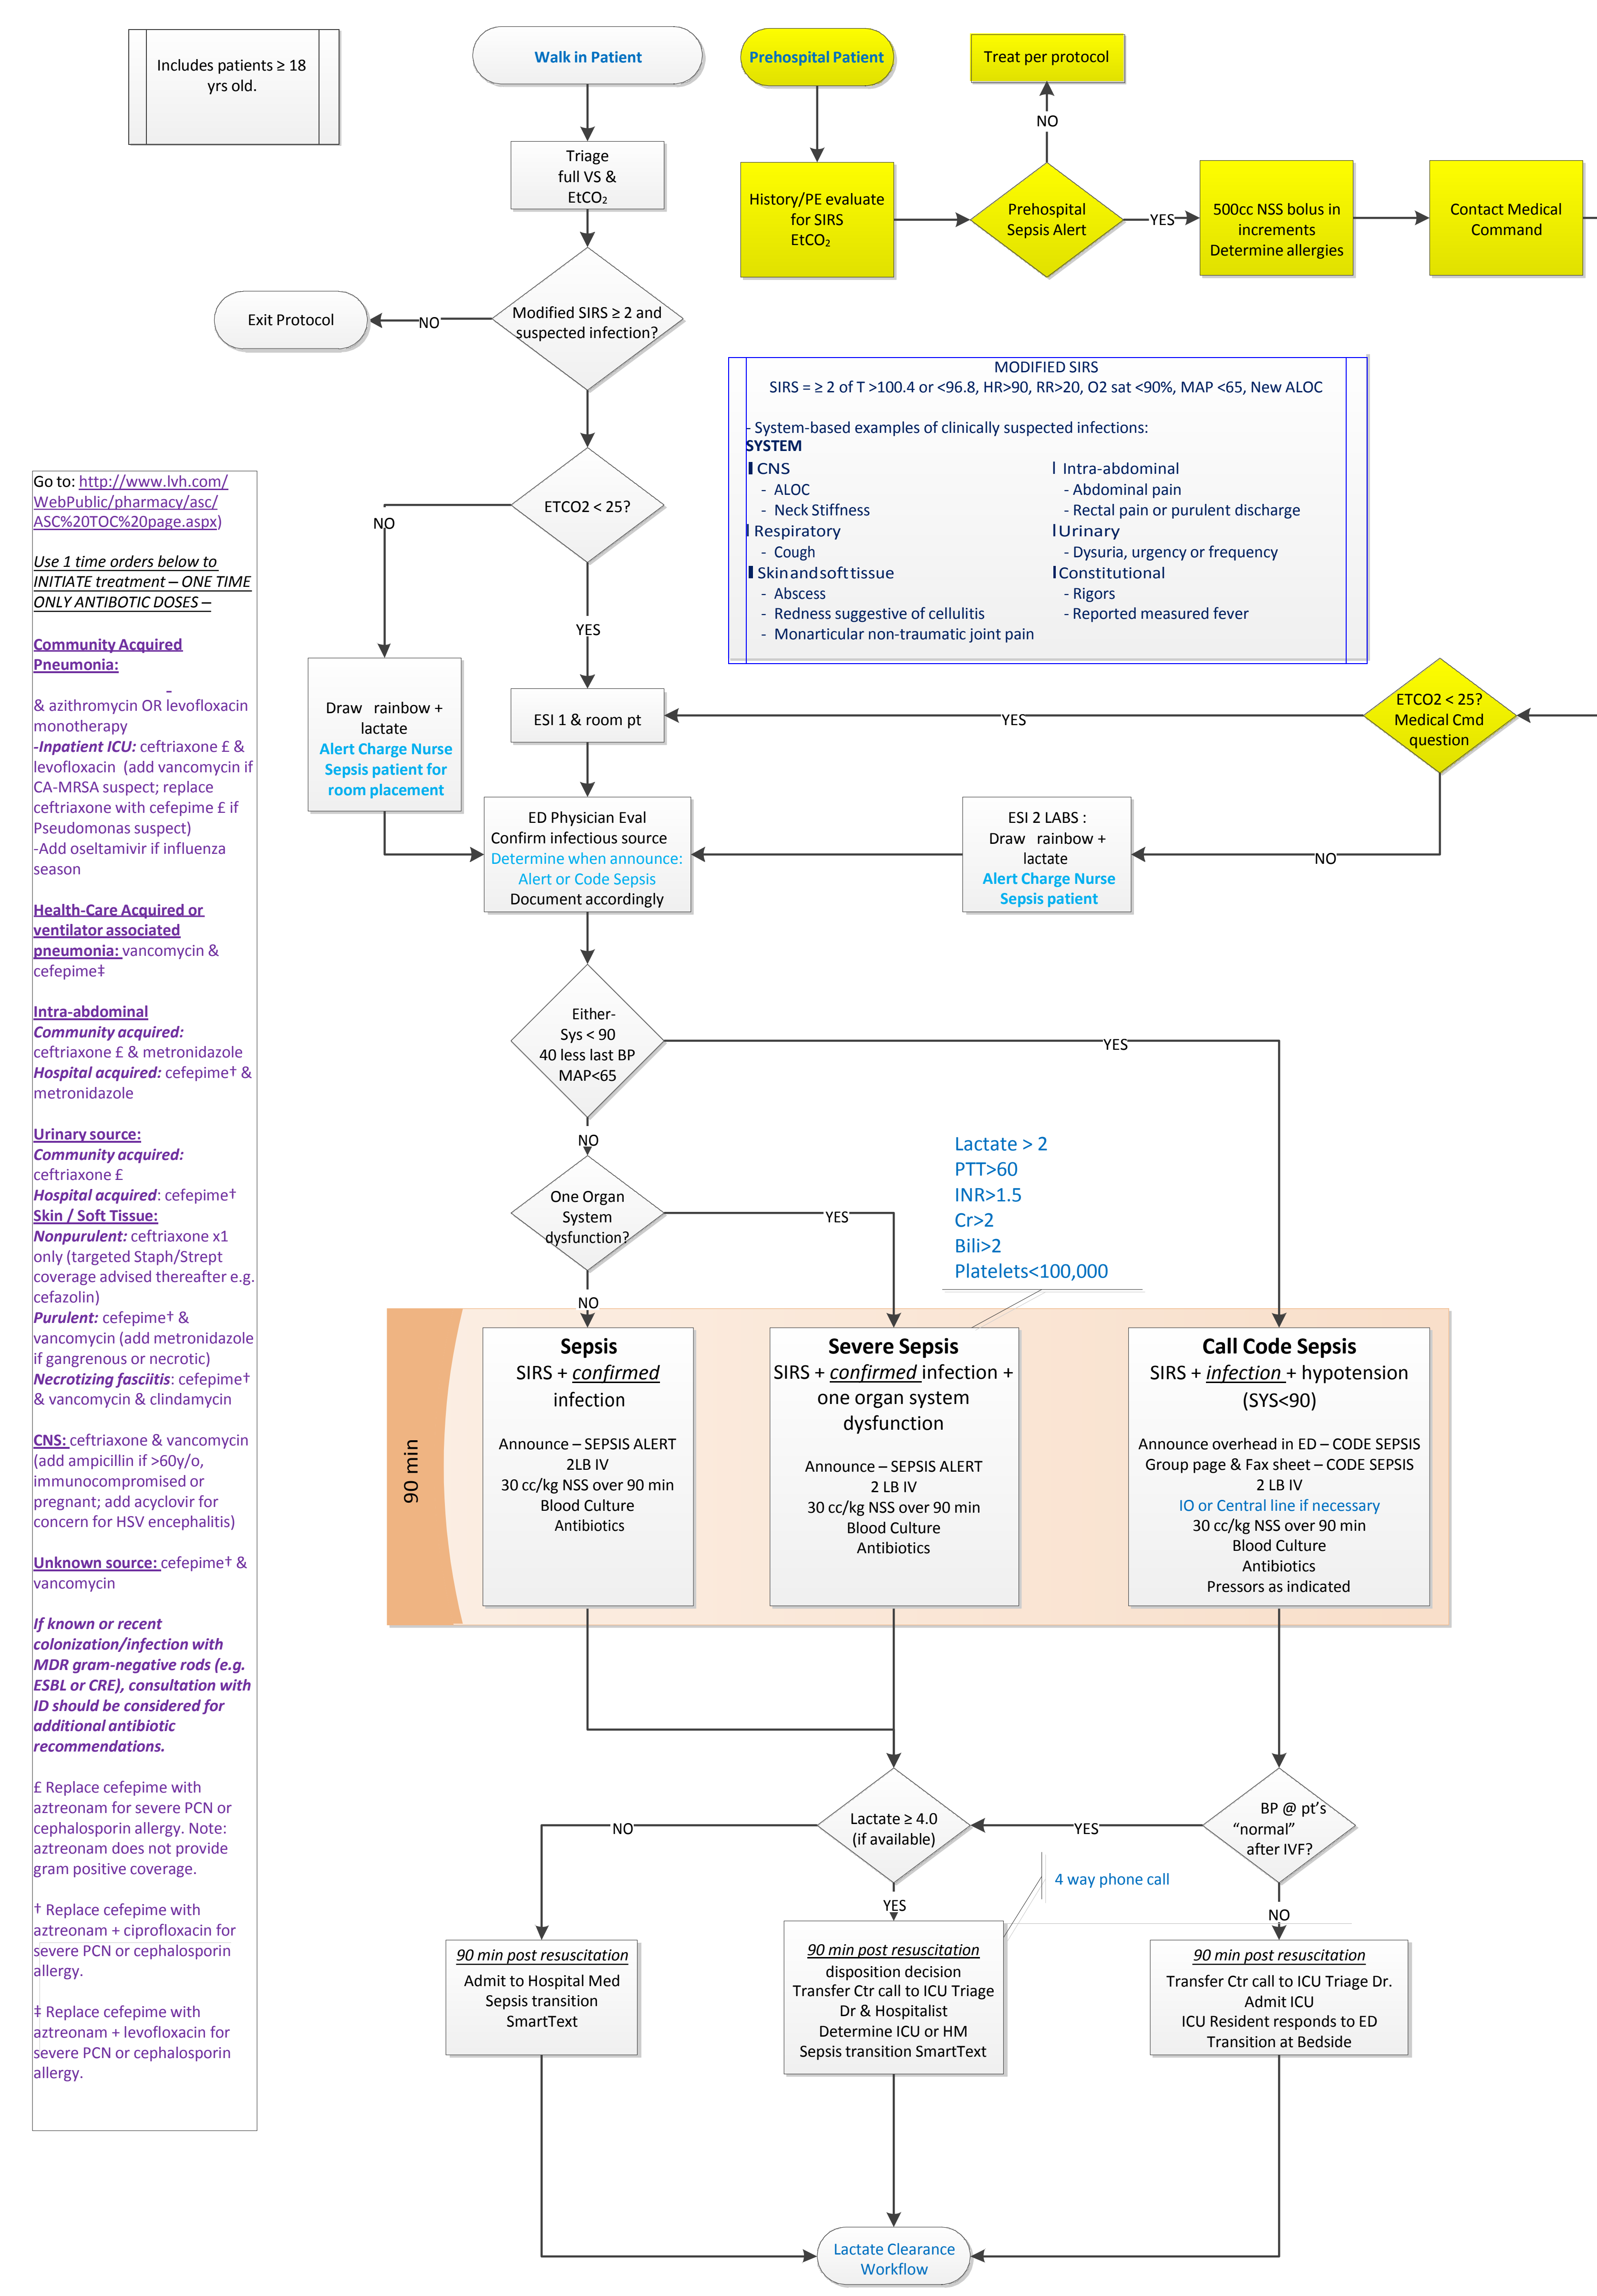 Includes patients ≥ 18
yrs old.
Walk in Patient
Prehospital Patient
Treat per protocol
NO
Triage
full VS &
EtCO₂
History/PE evaluate
for SIRS
EtCO₂
Prehospital
Sepsis Alert
YES
500cc NSS bolus in
increments
Determine allergies
Contact Medical
Command
Modified SIRS ≥ 2 and
suspected infection?
NO
Exit Protocol
MODIFIED SIRS
SIRS = ≥ 2 of T >100.4 or <96.8, HR>90, RR>20, O2 sat <90%, MAP <65, New ALOC
- System-based examples of clinically suspected infections:
SYSTEM
CNS
- ALOC
- Neck Stiffness
Respiratory
- Cough
Skin and soft tissue
- Abscess
- Redness suggestive of cellulitis
- Monarticular non-traumatic joint pain
Intra-abdominal
- Abdominal pain
- Rectal pain or purulent discharge
Urinary
- Dysuria, urgency or frequency
Constitutional
- Rigors
- Reported measured fever
ETCO2 < 25?
NO
YES
Draw rainbow +
lactate
Alert Charge Nurse
Sepsis patient for
room placement
ESI 1 & room pt
YES
ETCO2 < 25?
Medical Cmd
question
NO
ESI 2 LABS :
Draw rainbow +
lactate
Alert Charge Nurse
Sepsis patient
ED Physician Eval
Confirm infectious source
Determine when announce:
Alert or Code Sepsis
Document accordingly
Either-
Sys < 90
40 less last BP
MAP<65
YES
NO
One Organ
System
dysfunction?
YES
NO
Lactate > 2
PTT>60
INR>1.5
Cr>2
Bili>2
Platelets<100,000
90 min
Sepsis
SIRS + confirmed
infection
Announce – SEPSIS ALERT
2LB IV
30 cc/kg NSS over 90 min
Blood Culture
Antibiotics
Severe Sepsis
SIRS + confirmed infection +
one organ system
dysfunction
Announce – SEPSIS ALERT
2 LB IV
30 cc/kg NSS over 90 min
Blood Culture
Antibiotics
Call Code Sepsis
SIRS + infection + hypotension
(SYS<90)
Announce overhead in ED – CODE SEPSIS
Group page & Fax sheet – CODE SEPSIS
2 LB IV
IO or Central line if necessary
30 cc/kg NSS over 90 min
Blood Culture
Antibiotics
Pressors as indicated
Lactate ≥ 4.0
(if available)
NO
YES
BP @ pt's
“normal”
after IVF?
YES
NO
4 way phone call
90 min post resuscitation
Admit to Hospital Med
Sepsis transition
SmartText
90 min post resuscitation
disposition decision
Transfer Ctr call to ICU Triage
Dr & Hospitalist
Determine ICU or HM
Sepsis transition SmartText
90 min post resuscitation
Transfer Ctr call to ICU Triage Dr.
Admit ICU
ICU Resident responds to ED
Transition at Bedside
Lactate Clearance
Workflow
Go to: http://www.lvh.com/
WebPublic/pharmacy/asc/
ASC%20TOC%20page.aspx)
Use 1 time orders below to
INITIATE treatment – ONE TIME
ONLY ANTIBOTIC DOSES –
Community Acquired
Pneumonia:
& azithromycin OR levofloxacin
monotherapy
-Inpatient ICU: ceftriaxone £ &
levofloxacin (add vancomycin if
CA-MRSA suspect; replace
ceftriaxone with cefepime £ if
Pseudomonas suspect)
-Add oseltamivir if influenza
season
Health-Care Acquired or
ventilator associated
pneumonia: vancomycin &
cefepime‡
Intra-abdominal
Community acquired:
ceftriaxone £ & metronidazole
Hospital acquired: cefepime† &
metronidazole
Urinary source:
Community acquired:
ceftriaxone £
Hospital acquired: cefepime†
Skin / Soft Tissue:
Nonpurulent: ceftriaxone x1
only (targeted Staph/Strept
coverage advised thereafter e.g.
cefazolin)
Purulent: cefepime† &
vancomycin (add metronidazole
if gangrenous or necrotic)
Necrotizing fasciitis: cefepime†
& vancomycin & clindamycin
CNS: ceftriaxone & vancomycin
(add ampicillin if >60y/o,
immunocompromised or
pregnant; add acyclovir for
concern for HSV encephalitis)
Unknown source: cefepime† &
vancomycin
If known or recent
colonization/infection with
MDR gram-negative rods (e.g.
ESBL or CRE), consultation with
ID should be considered for
additional antibiotic
recommendations.
£ Replace cefepime with
aztreonam for severe PCN or
cephalosporin allergy. Note:
aztreonam does not provide
gram positive coverage.
† Replace cefepime with
aztreonam + ciprofloxacin for
severe PCN or cephalosporin
allergy.
‡ Replace cefepime with
aztreonam + levofloxacin for
severe PCN or cephalosporin
allergy.